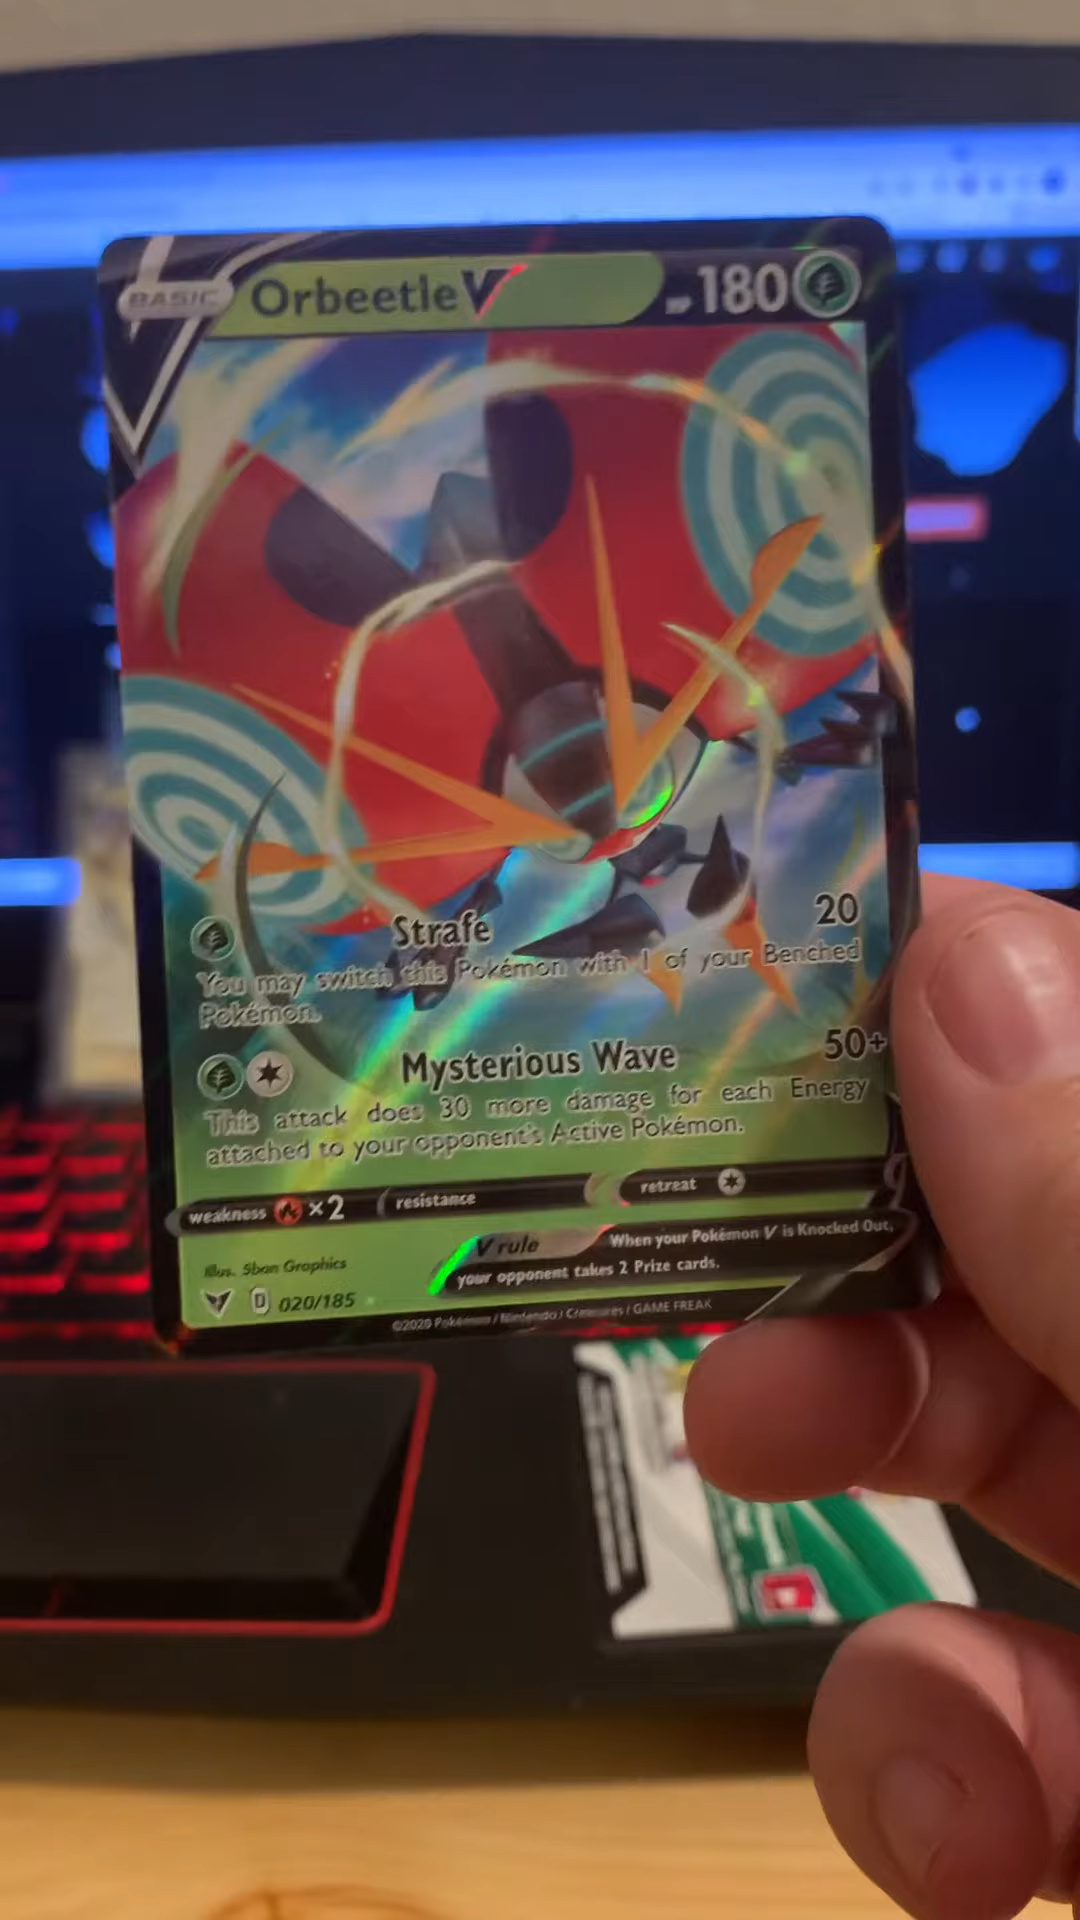 BASIC Orbeetle V HP 180
Strafe 20
You may switch this Pokémon with 1 of your Benched
Pokémon.
Mysterious Wave 50+
This attack does 30 more damage for each Energy
attached to your opponent's Active Pokémon.
weakness ×2 resistance retreat
V rule When your Pokémon V is Knocked Out,
your opponent takes 2 Prize cards.
Illus. 5ban Graphics
D 020/185
©2020 Pokémon / Nintendo / Creatures / GAME FREAK